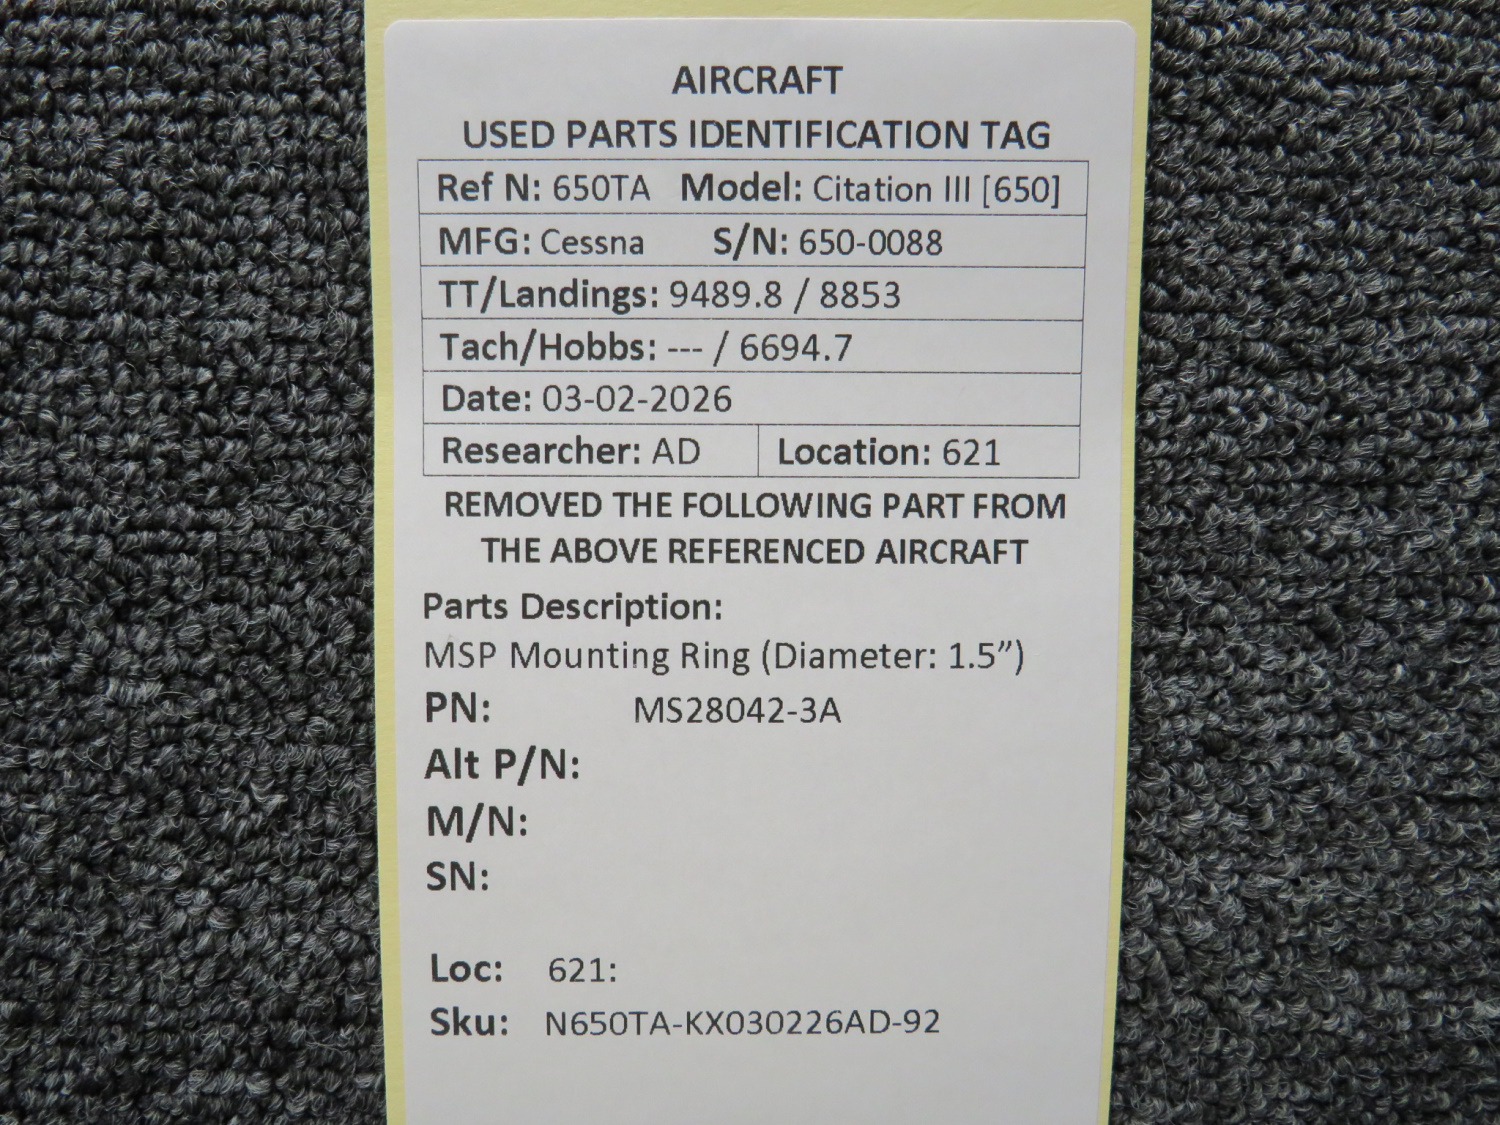 AIRCRAFT
USED PARTS IDENTIFICATION TAG
Ref N: 650TA Model: Citation III [650]
MFG: Cessna S/N: 650-0088
TT/Landings: 9489.8 / 8853
Tach/Hobbs: --- / 6694.7
Date: 03-02-2026
Researcher: AD Location: 621
REMOVED THE FOLLOWING PART FROM
THE ABOVE REFERENCED AIRCRAFT
Parts Description:
MSP Mounting Ring (Diameter: 1.5”)
PN: MS28042-3A
Alt P/N:
M/N:
SN:
Loc: 621:
Sku: N650TA-KX030226AD-92